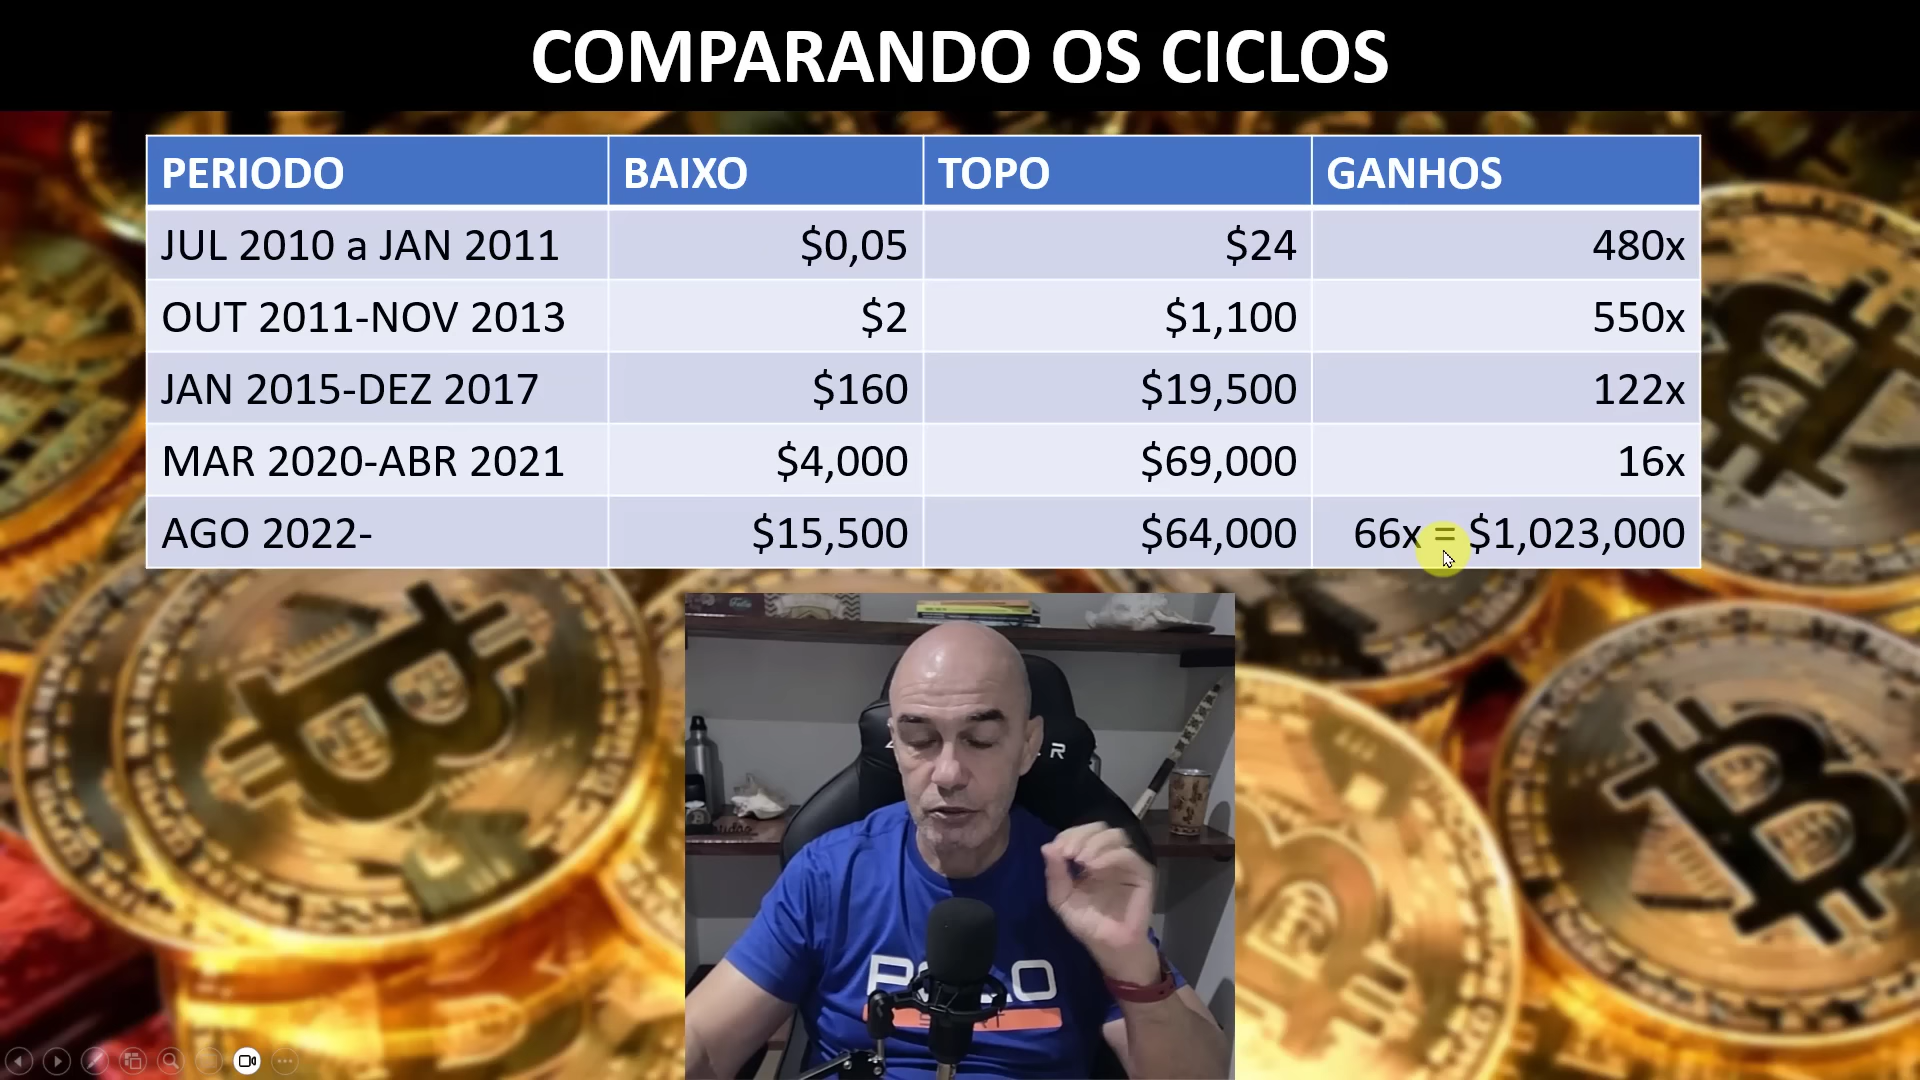 COMPARANDO OS CICLOS
PERIODO BAIXO TOPO GANHOS
JUL 2010 a JAN 2011 $0,05 $24 480x
OUT 2011-NOV 2013 $2 $1,100 550x
JAN 2015-DEZ 2017 $160 $19,500 122x
MAR 2020-ABR 2021 $4,000 $69,000 16x
AGO 2022- $15,500 $64,000 66x = $1,023,000